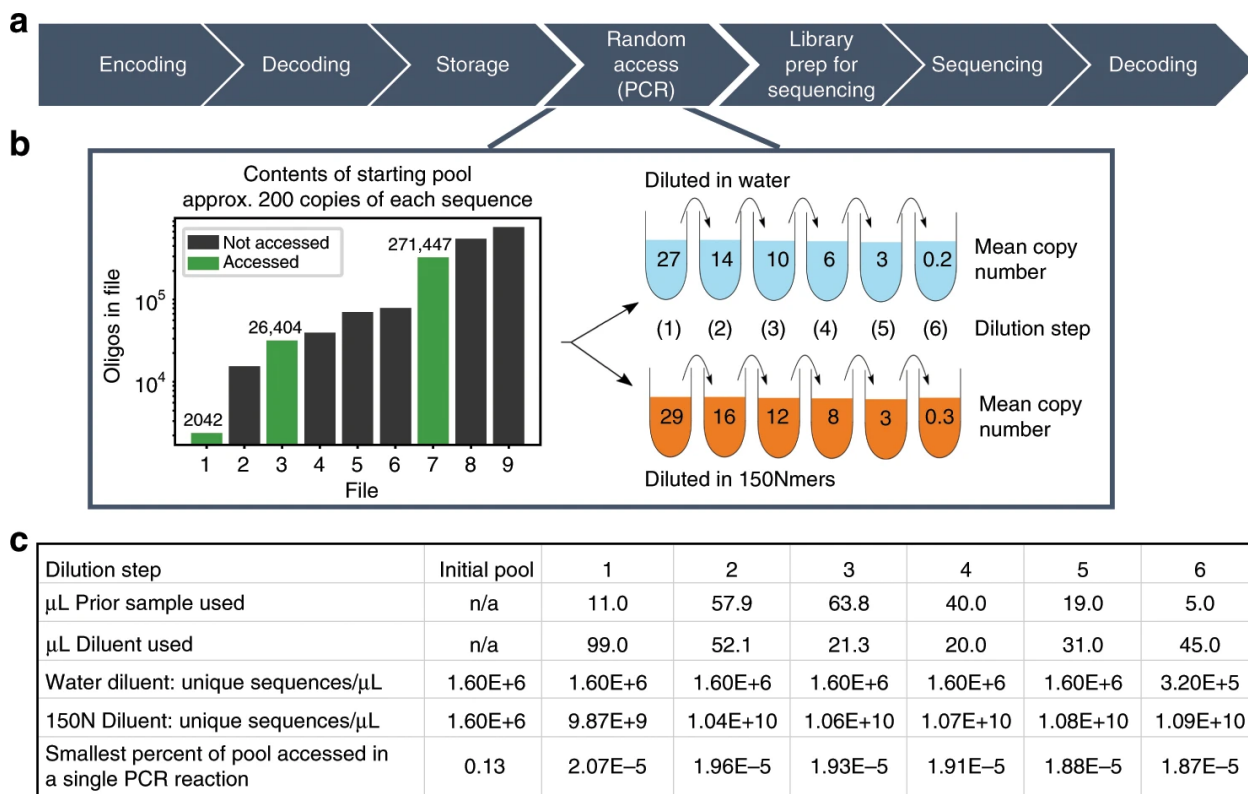 a
Encoding
Decoding
Storage
Random
access
(PCR)
Library
prep for
sequencing
Sequencing
Decoding
b
Contents of starting pool
approx. 200 copies of each sequence
Not accessed
Accessed
271,447
26,404
2042
10⁵
10⁴
Oligos in file
1 2 3 4 5 6 7 8 9
File
Diluted in water
27 14 10 6 3 0.2
Mean copy
number
(1) (2) (3) (4) (5) (6) Dilution step
29 16 12 8 3 0.3
Mean copy
number
Diluted in 150Nmers
c
Dilution step Initial pool 1 2 3 4 5 6
µL Prior sample used n/a 11.0 57.9 63.8 40.0 19.0 5.0
µL Diluent used n/a 99.0 52.1 21.3 20.0 31.0 45.0
Water diluent: unique sequences/µL 1.60E+6 1.60E+6 1.60E+6 1.60E+6 1.60E+6 1.60E+6 3.20E+5
150N Diluent: unique sequences/µL 1.60E+6 9.87E+9 1.04E+10 1.06E+10 1.07E+10 1.08E+10 1.09E+10
Smallest percent of pool accessed in
a single PCR reaction 0.13 2.07E–5 1.96E–5 1.93E–5 1.91E–5 1.88E–5 1.87E–5